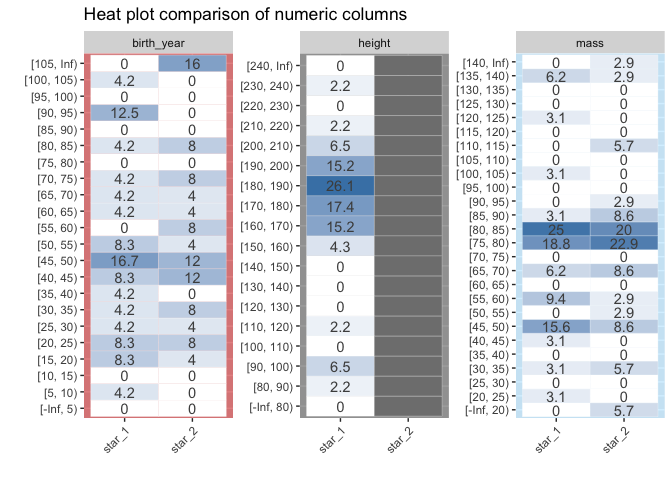 Heat plot comparison of numeric columns
birth_year
[105, Inf) 0 16
[100, 105) 4.2 0
[95, 100) 0 0
[90, 95) 12.5 0
[85, 90) 0 0
[80, 85) 4.2 8
[75, 80) 0 0
[70, 75) 4.2 8
[65, 70) 4.2 4
[60, 65) 4.2 4
[55, 60) 0 8
[50, 55) 8.3 4
[45, 50) 16.7 12
[40, 45) 8.3 12
[35, 40) 4.2 0
[30, 35) 4.2 8
[25, 30) 4.2 4
[20, 25) 8.3 8
[15, 20) 8.3 4
[10, 15) 0 0
[5, 10) 4.2 0
[-Inf, 5) 0 0
star_1 star_2
height
[240, Inf) 0
[230, 240) 2.2
[220, 230) 0
[210, 220) 2.2
[200, 210) 6.5
[190, 200) 15.2
[180, 190) 26.1
[170, 180) 17.4
[160, 170) 15.2
[150, 160) 4.3
[140, 150) 0
[130, 140) 0
[120, 130) 0
[110, 120) 2.2
[100, 110) 0
[90, 100) 6.5
[80, 90) 2.2
[-Inf, 80) 0
star_1 star_2
mass
[140, Inf) 0 2.9
[135, 140) 6.2 2.9
[130, 135) 0 0
[125, 130) 0 0
[120, 125) 3.1 0
[115, 120) 0 0
[110, 115) 0 5.7
[105, 110) 0 0
[100, 105) 3.1 0
[95, 100) 0 0
[90, 95) 0 2.9
[85, 90) 3.1 8.6
[80, 85) 25 20
[75, 80) 18.8 22.9
[70, 75) 0 0
[65, 70) 6.2 8.6
[60, 65) 0 0
[55, 60) 9.4 2.9
[50, 55) 0 2.9
[45, 50) 15.6 8.6
[40, 45) 3.1 0
[35, 40) 0 0
[30, 35) 3.1 5.7
[25, 30) 0 0
[20, 25) 3.1 0
[-Inf, 20) 0 5.7
star_1 star_2